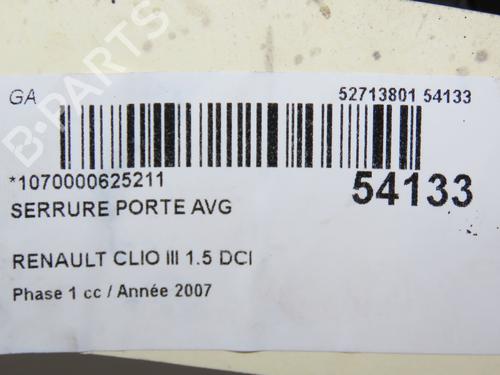 GA
52713801 54133
*1070000625211
54133
SERRURE PORTE AVG
RENAULT CLIO III 1.5 DCI
Phase 1 cc / Année 2007
B-PARTS